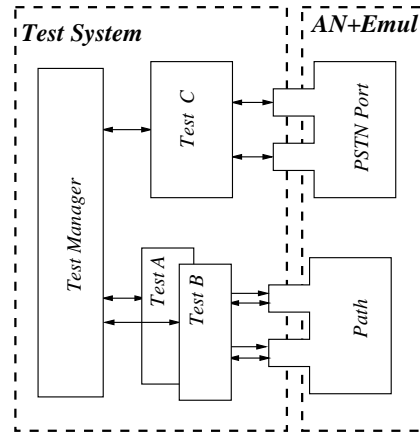 Test System
AN+Emul
Test Manager
Test C
PSTN Port
Test A
Test B
Path